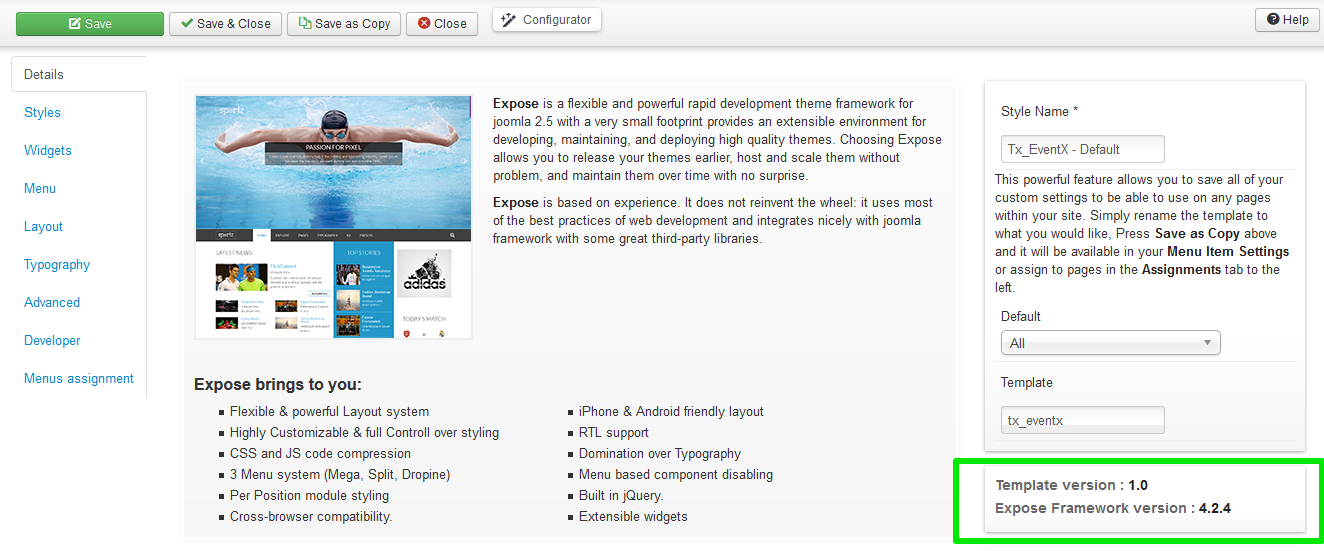 Save
Save & Close
Save as Copy
Close
Configurator
Help
Details
Styles
Widgets
Menu
Layout
Typography
Advanced
Developer
Menus assignment
PASSION FOR PIXEL
LATEST NEWS
TOP STORIES
adidas
TODAY'S MATCH
Expose is a flexible and powerful rapid development theme framework for
joomla 2.5 with a very small footprint provides an extensible environment for
developing, maintaining, and deploying high quality themes. Choosing Expose
allows you to release your themes earlier, host and scale them without
problem, and maintain them over time with no surprise.
Expose is based on experience. It does not reinvent the wheel: it uses most
of the best practices of web development and integrates nicely with joomla
framework with some great third-party libraries.
Expose brings to you:
Flexible & powerful Layout system
Highly Customizable & full Controll over styling
CSS and JS code compression
3 Menu system (Mega, Split, Dropine)
Per Position module styling
Cross-browser compatibility.
iPhone & Android friendly layout
RTL support
Domination over Typography
Menu based component disabling
Built in jQuery.
Extensible widgets
Style Name *
Tx_EventX - Default
This powerful feature allows you to save all of your
custom settings to be able to use on any pages
within your site. Simply rename the template to
what you would like, Press Save as Copy above
and it will be available in your Menu Item Settings
or assign to pages in the Assignments tab to the
left.
Default
All
Template
tx_eventx
Template version : 1.0
Expose Framework version : 4.2.4